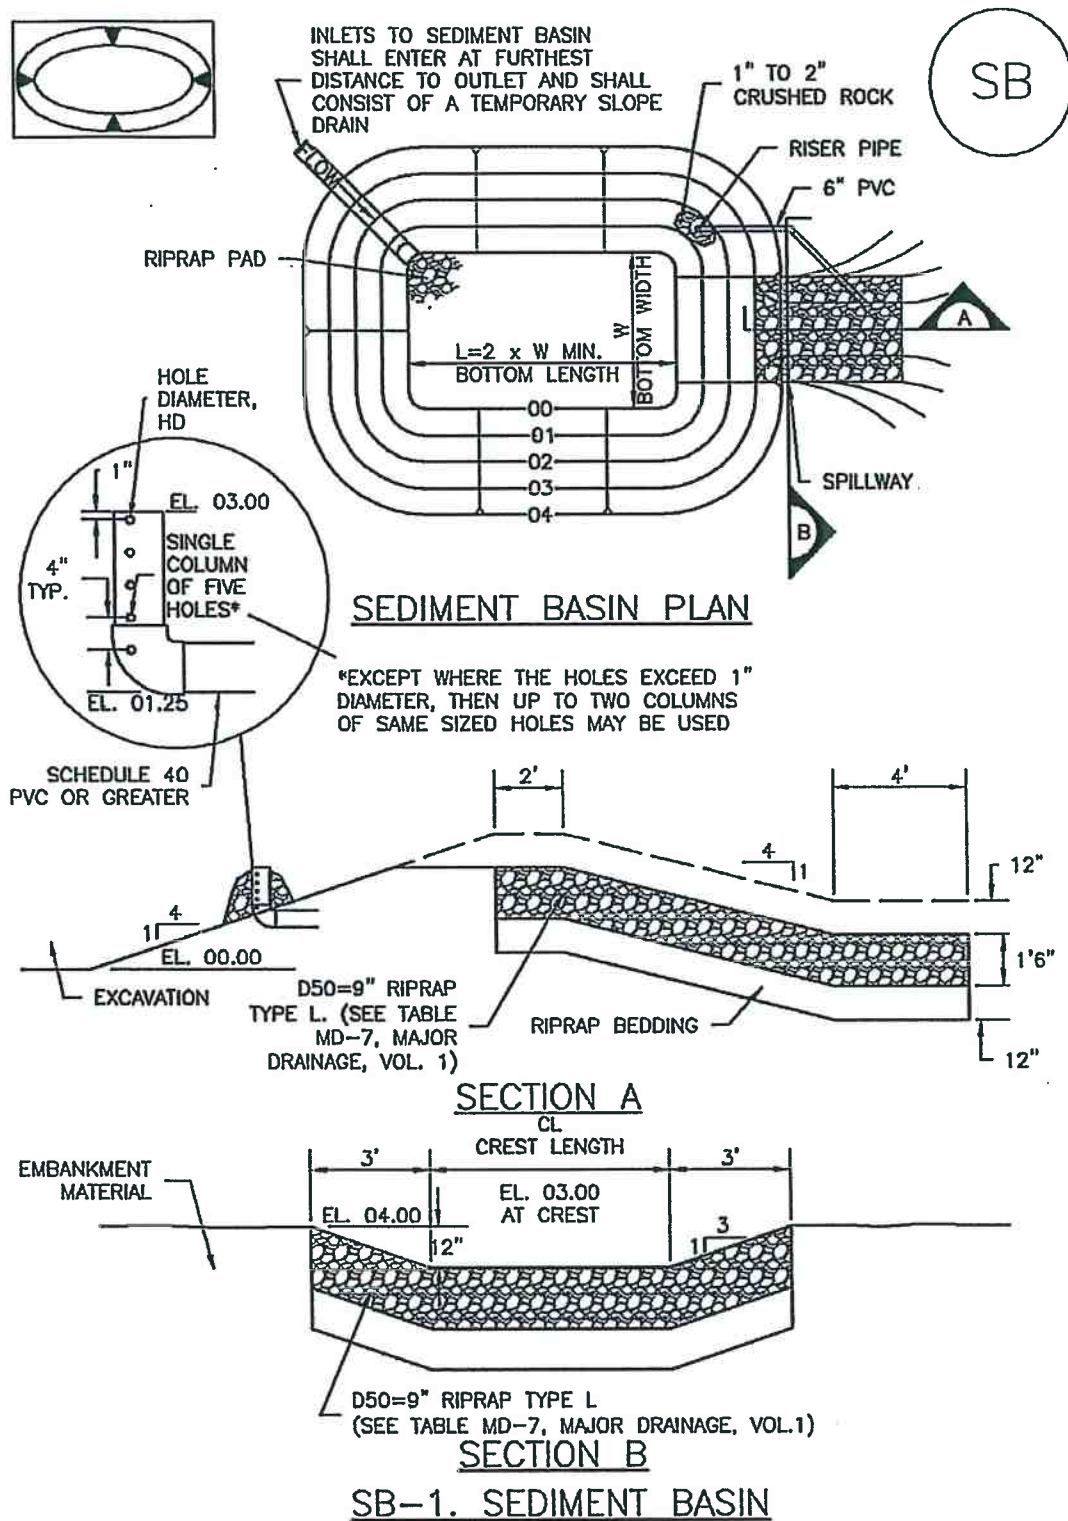 INLETS TO SEDIMENT BASIN
SHALL ENTER AT FURTHEST
DISTANCE TO OUTLET AND SHALL
CONSIST OF A TEMPORARY SLOPE
DRAIN
1" TO 2"
CRUSHED ROCK
SB
RISER PIPE
6" PVC
FLOW
RIPRAP PAD
W
BOTTOM WIDTH
L=2 x W MIN.
BOTTOM LENGTH
A
L
00
01
02
03
04
SPILLWAY
B
HOLE
DIAMETER,
HD
1"
EL. 03.00
4"
TYP.
SINGLE
COLUMN
OF FIVE
HOLES*
EL. 01.25
SEDIMENT BASIN PLAN
*EXCEPT WHERE THE HOLES EXCEED 1"
DIAMETER, THEN UP TO TWO COLUMNS
OF SAME SIZED HOLES MAY BE USED
SCHEDULE 40
PVC OR GREATER
2'
4'
4
1
12"
4
1
EL. 00.00
EXCAVATION
1'6"
D50=9" RIPRAP
TYPE L. (SEE TABLE
MD-7, MAJOR
DRAINAGE, VOL. 1)
RIPRAP BEDDING
12"
SECTION A
CL
CREST LENGTH
3'
3'
EMBANKMENT
MATERIAL
EL. 04.00
EL. 03.00
AT CREST
12"
3
1
D50=9" RIPRAP TYPE L
(SEE TABLE MD-7, MAJOR DRAINAGE, VOL.1)
SECTION B
SB-1. SEDIMENT BASIN